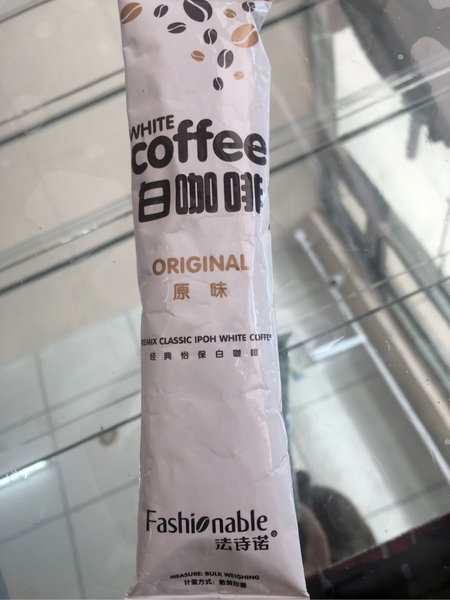 WHITE
coffee
白咖啡
ORIGINAL
原味
CLASSIC IPOH WHITE COFFEE
经典怡保白咖啡
Fashionable
法诗诺®
MEASURE: BULK WEIGHING
计量方式：散装称重